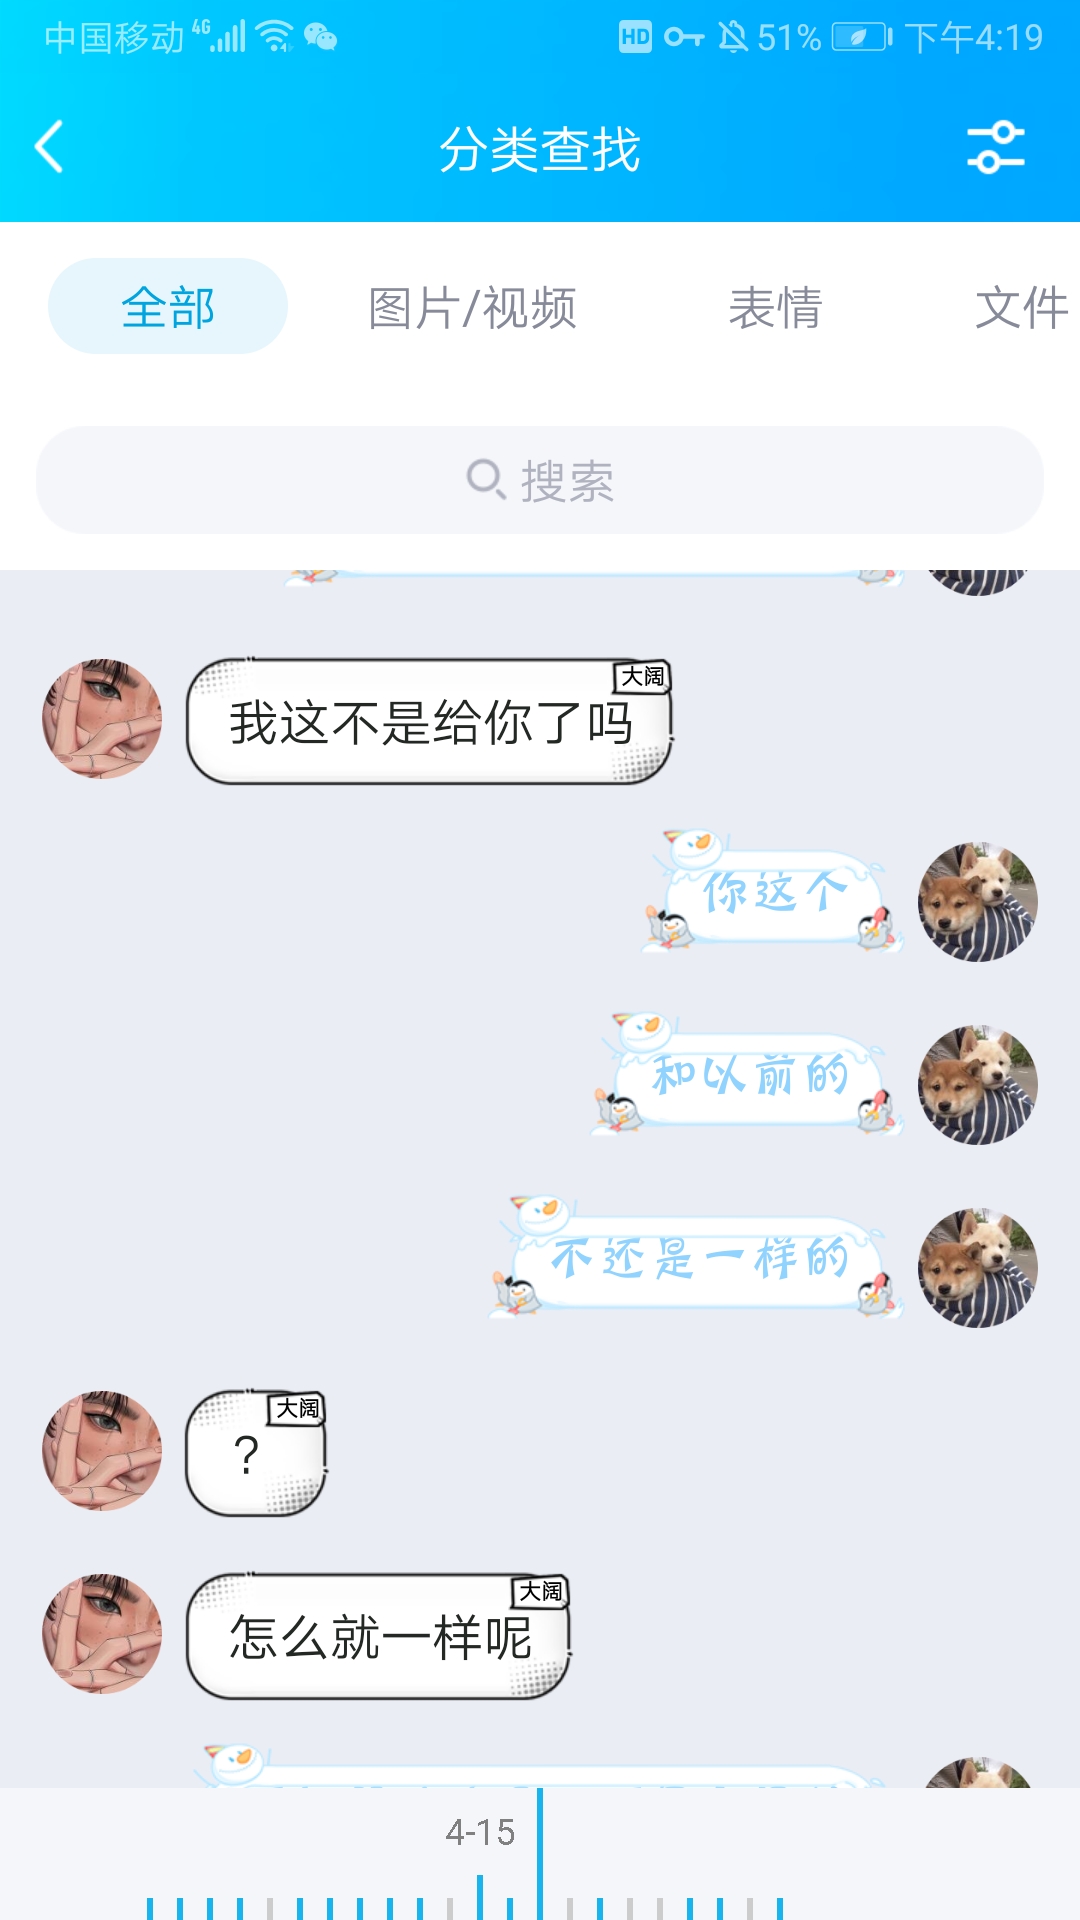 中国移动 4G HD 51% 下午4:19
分类查找
全部 图片/视频 表情 文件
搜索
大阔
我这不是给你了吗
你这个
和以前的
不还是一样的
大阔
?
大阔
怎么就一样呢
4-15